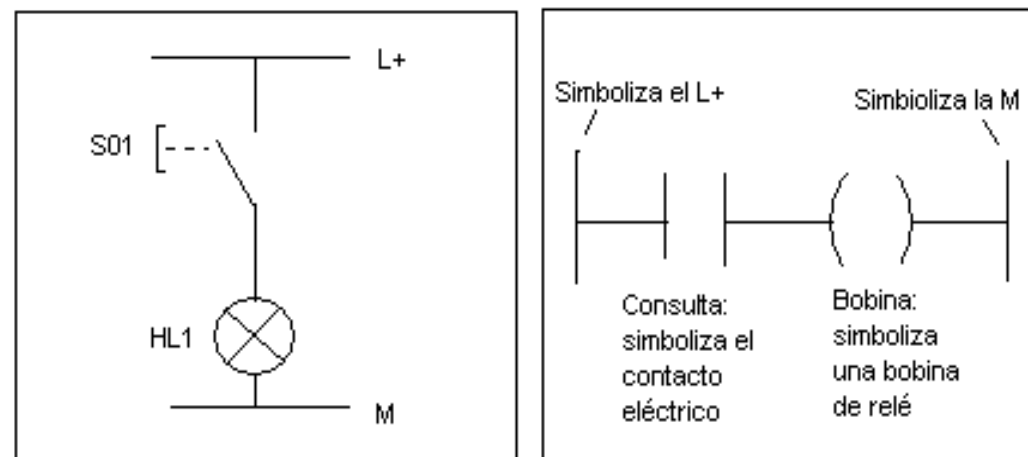 L+
S01
HL1
M
Simboliza el L+
Simbioliza la M
Consulta:
simboliza el
contacto
eléctrico
Bobina:
simboliza
una bobina
de relé